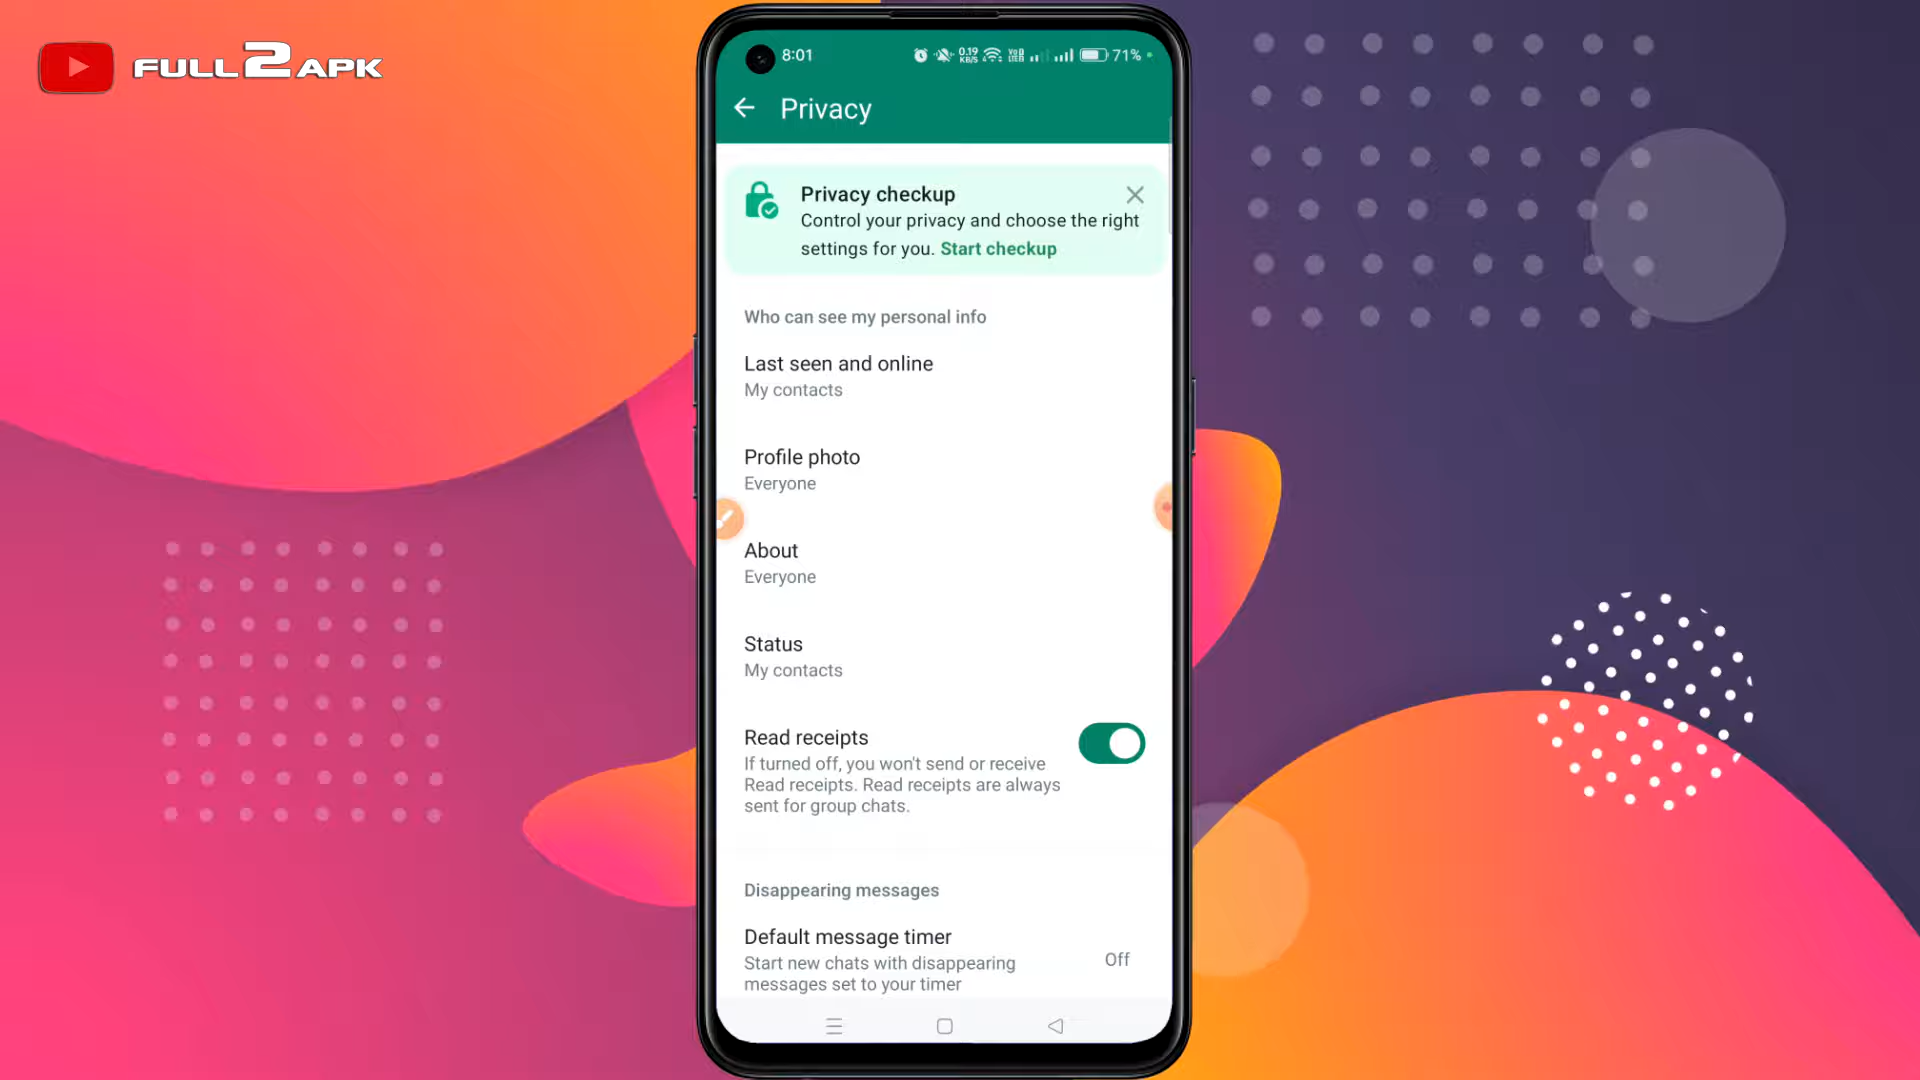 FULL2APK
8:01
0.19 KB/S
71%
Privacy
Privacy checkup
Control your privacy and choose the right
settings for you. Start checkup
Who can see my personal info
Last seen and online
My contacts
Profile photo
Everyone
About
Everyone
Status
My contacts
Read receipts
If turned off, you won't send or receive
Read receipts. Read receipts are always
sent for group chats.
Disappearing messages
Default message timer
Off
Start new chats with disappearing
messages set to your timer